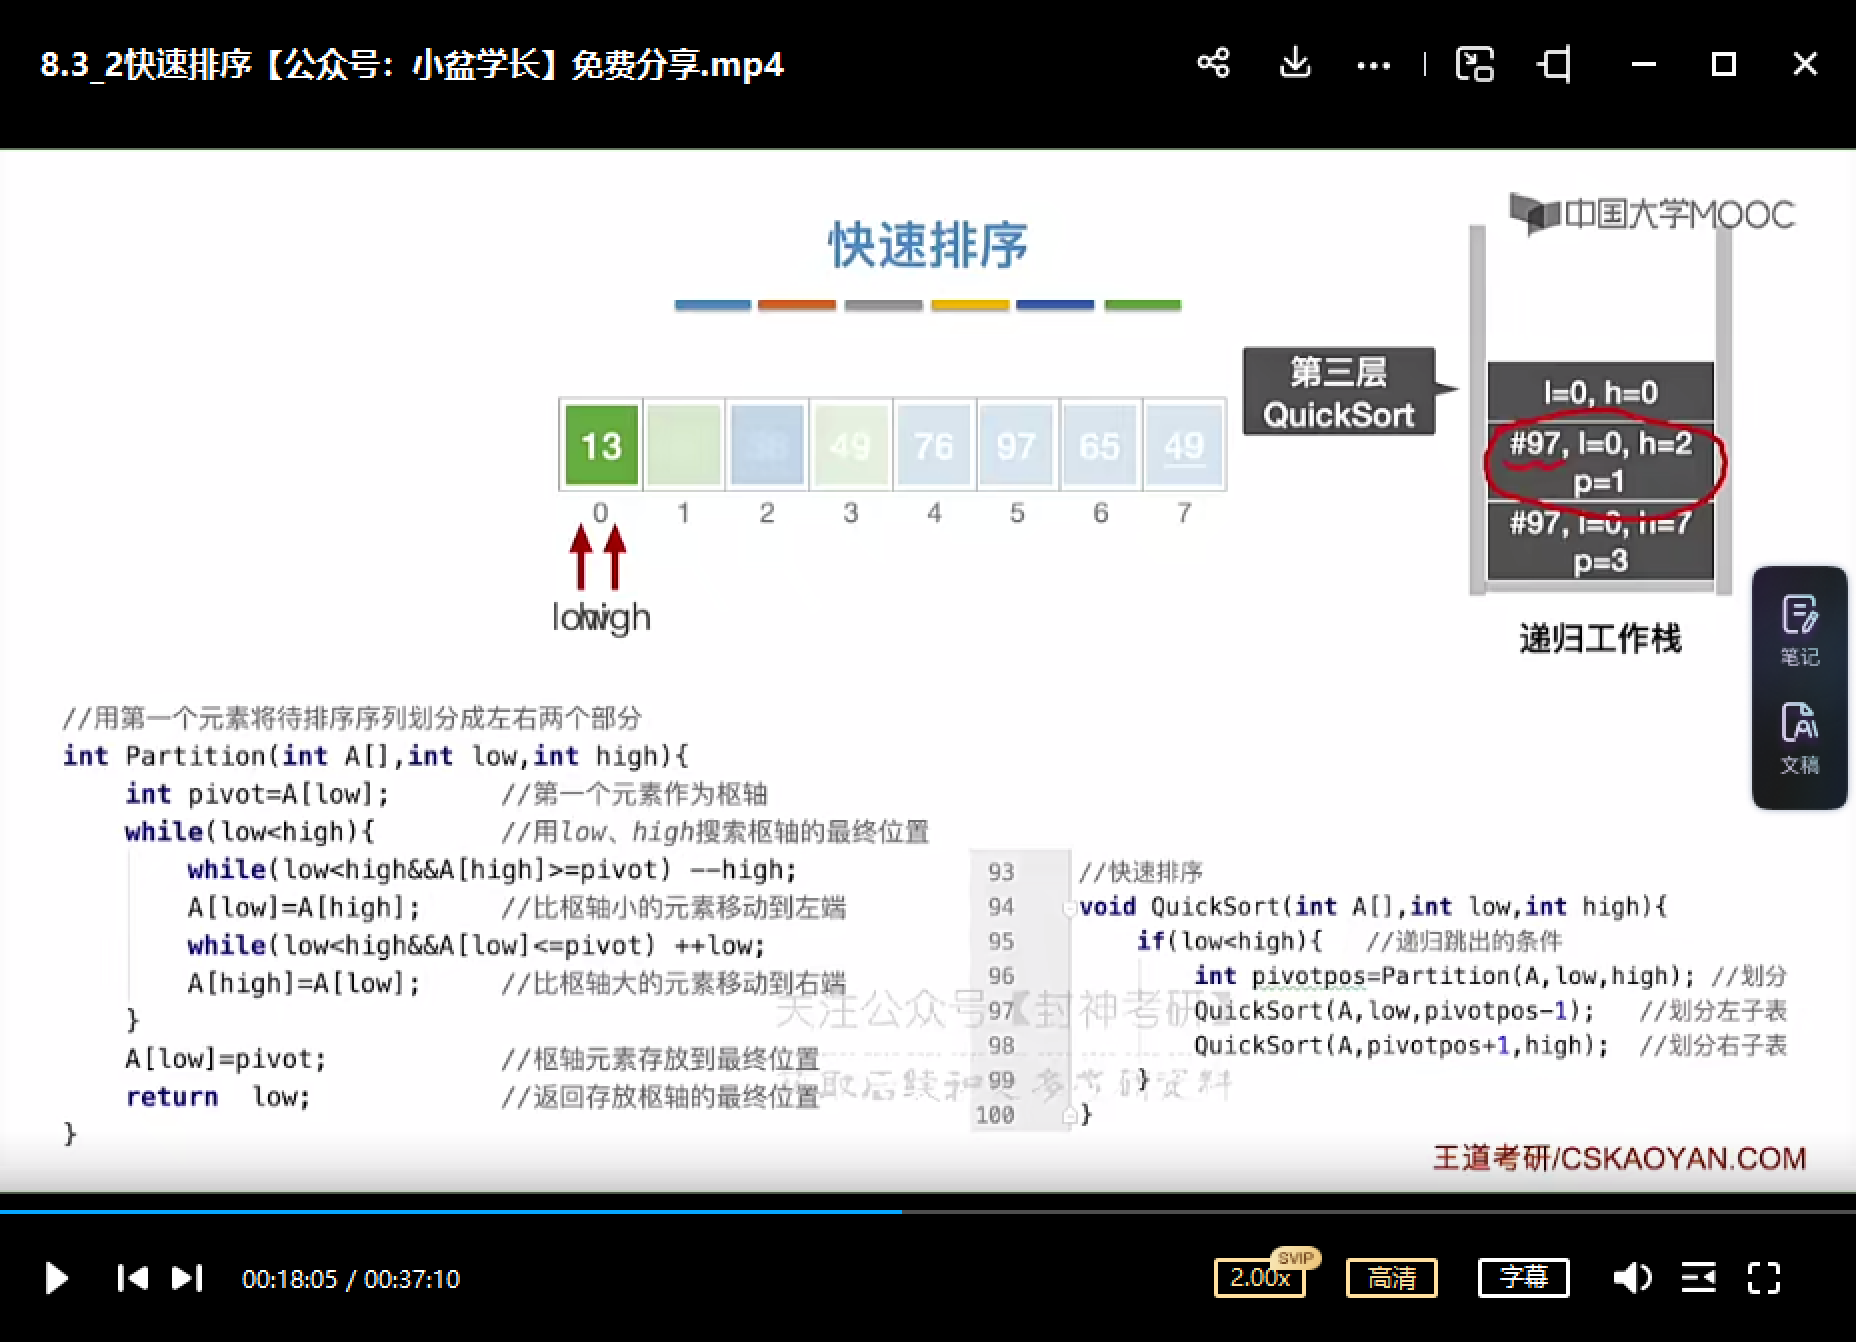 8.3_2快速排序【公众号：小盆学长】免费分享.mp4
中国大学MOOC
快速排序
第三层
QuickSort
l=0, h=0
#97, l=0, h=2
p=1
#97, l=0, h=7
p=3
递归工作栈
13 49 76 97 65 49
0 1 2 3 4 5 6 7
low high
笔记
文稿
//用第一个元素将待排序序列划分成左右两个部分
int Partition(int A[],int low,int high){
int pivot=A[low]; //第一个元素作为枢轴
while(low<high){ //用low、high搜索枢轴的最终位置
while(low<high&&A[high]>=pivot) --high;
A[low]=A[high]; //比枢轴小的元素移动到左端
while(low<high&&A[low]<=pivot) ++low;
A[high]=A[low]; //比枢轴大的元素移动到右端
}
A[low]=pivot; //枢轴元素存放到最终位置
return low; //返回存放枢轴的最终位置
}
93 //快速排序
94 void QuickSort(int A[],int low,int high){
95 if(low<high){ //递归跳出的条件
96 int pivotpos=Partition(A,low,high); //划分
97 QuickSort(A,low,pivotpos-1); //划分左子表
98 QuickSort(A,pivotpos+1,high); //划分右子表
99 }
100 }
关注公众号【封神考研】
王道考研/CSKAOYAN.COM
00:18:05 / 00:37:10
2.00x
SVIP
高清
字幕